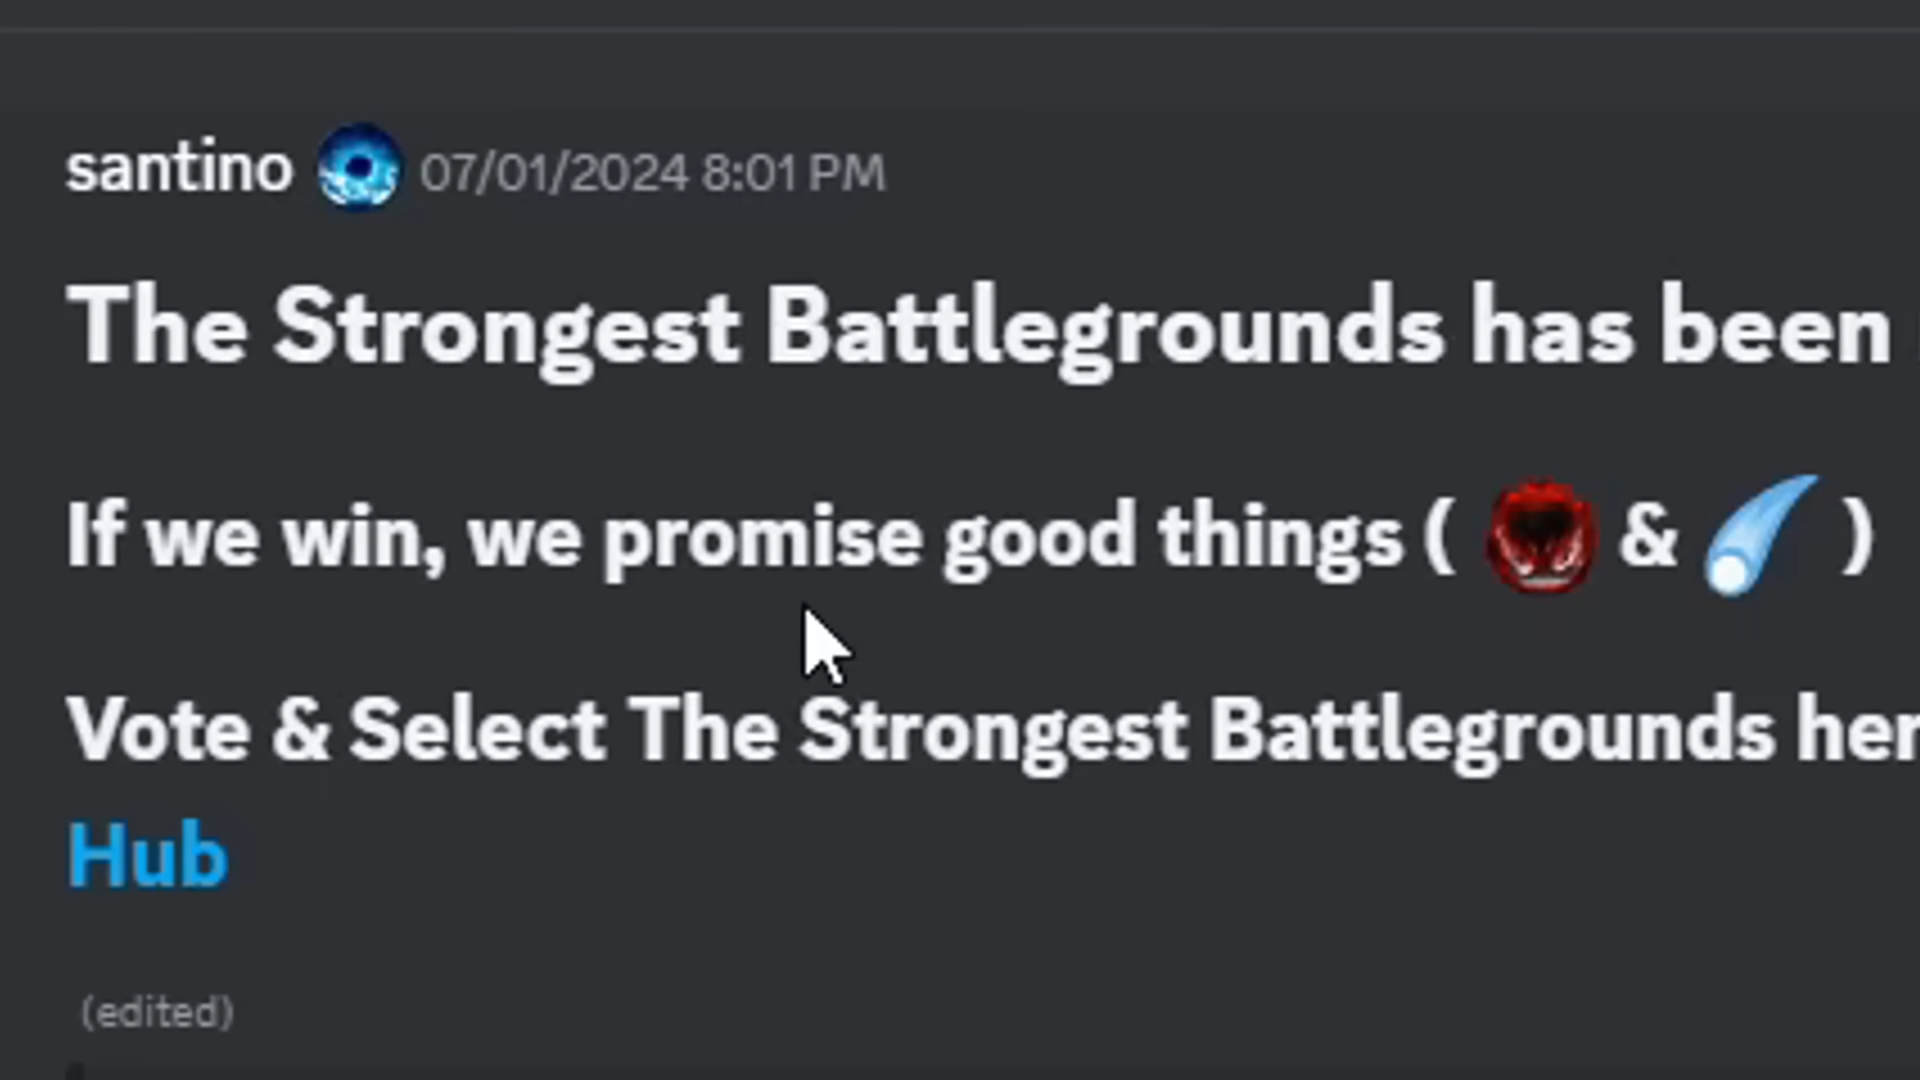 santino 07/01/2024 8:01 PM
The Strongest Battlegrounds has been
If we win, we promise good things ( & )
Vote & Select The Strongest Battlegrounds
Hub
(edited)